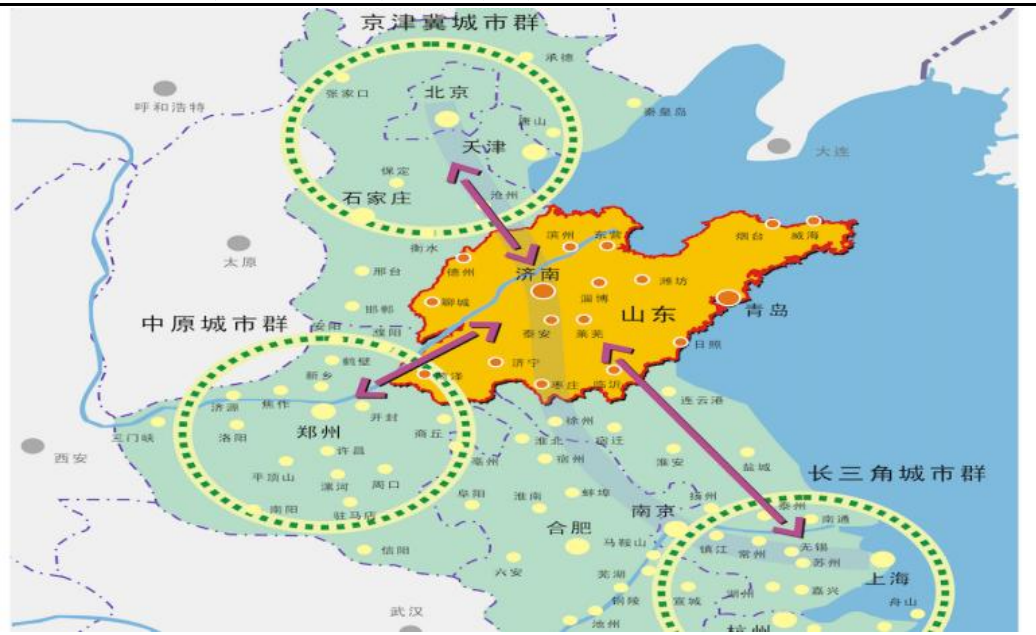 京津冀城市群
承德
张家口
北京
呼和浩特
秦皇岛
唐山
天津
大连
保定
石家庄
沧州
烟台
威海
滨州
东营
衡水
太原
德州
济南
邢台
潍坊
淄博
聊城
山东
青岛
邯郸
中原城市群
安阳
濮阳
泰安
莱芜
日照
鹤壁
济宁
新乡
菏泽
枣庄
临沂
济源
焦作
开封
连云港
商丘
徐州
三门峡
洛阳
郑州
淮北
宿迁
西安
许昌
亳州
宿州
淮安
盐城
长三角城市群
平顶山
漯河
周口
阜阳
淮南
蚌埠
扬州
泰州
南阳
驻马店
南京
南通
合肥
信阳
马鞍山
镇江
常州
无锡
苏州
六安
芜湖
上海
宣城
湖州
嘉兴
铜陵
舟山
武汉
池州
杭州